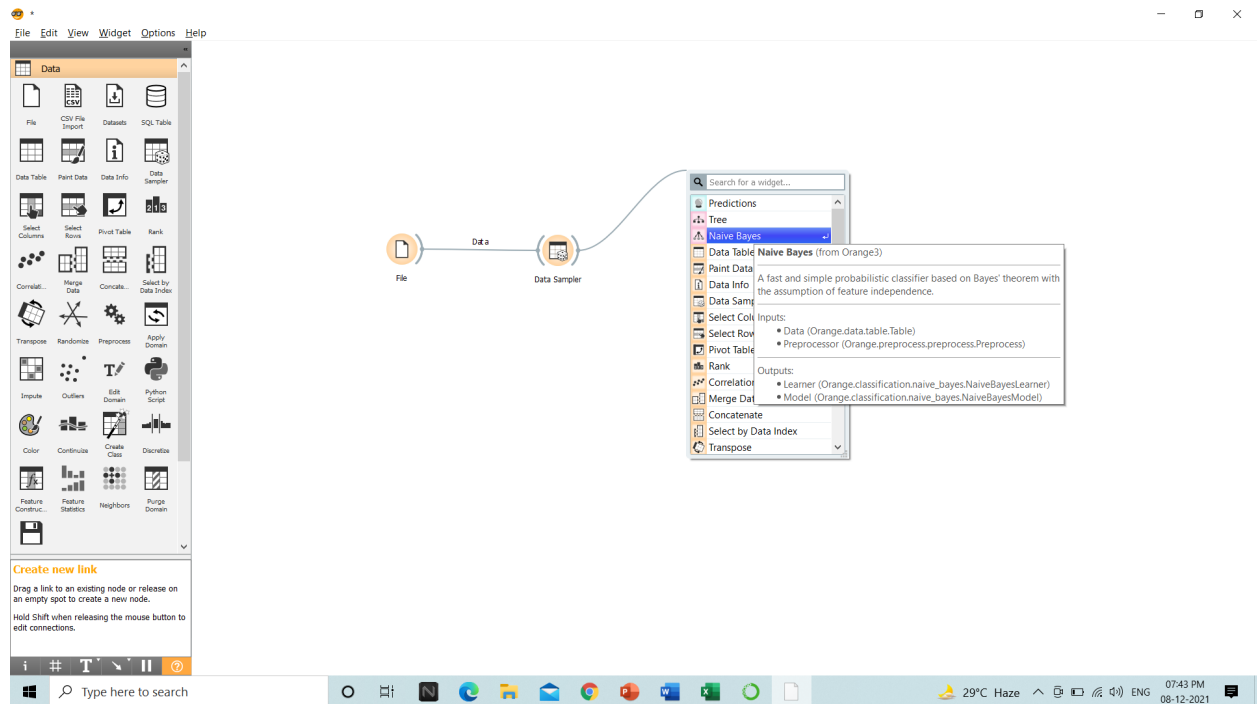 *
File Edit View Widget Options Help
Data
File CSV File Import Datasets SQL Table
Data Table Paint Data Data Info Data Sampler
Select Columns Select Rows Pivot Table Rank
Correlati... Merge Data Concate... Select by Data Index
Transpose Randomize Preprocess Apply Domain
Impute Outliers Edit Domain Python Script
Color Continuize Create Class Discretize
Feature Construc... Feature Statistics Neighbors Purge Domain
Create new link
Drag a link to an existing node or release on
an empty spot to create a new node.
Hold Shift when releasing the mouse button to
edit connections.
File
Data
Data Sampler
Search for a widget...
Predictions
Tree
Naive Bayes
Data Table
Paint Data
Data Info
Data Samp
Select Colu
Select Row
Pivot Table
Rank
Correlation
Merge Dat
Concatenate
Select by Data Index
Transpose
Naive Bayes (from Orange3)
A fast and simple probabilistic classifier based on Bayes' theorem with
the assumption of feature independence.
Inputs:
• Data (Orange.data.table.Table)
• Preprocessor (Orange.preprocess.preprocess.Preprocess)
Outputs:
• Learner (Orange.classification.naive_bayes.NaiveBayesLearner)
• Model (Orange.classification.naive_bayes.NaiveBayesModel)
Type here to search
29°C Haze
ENG
07:43 PM
08-12-2021